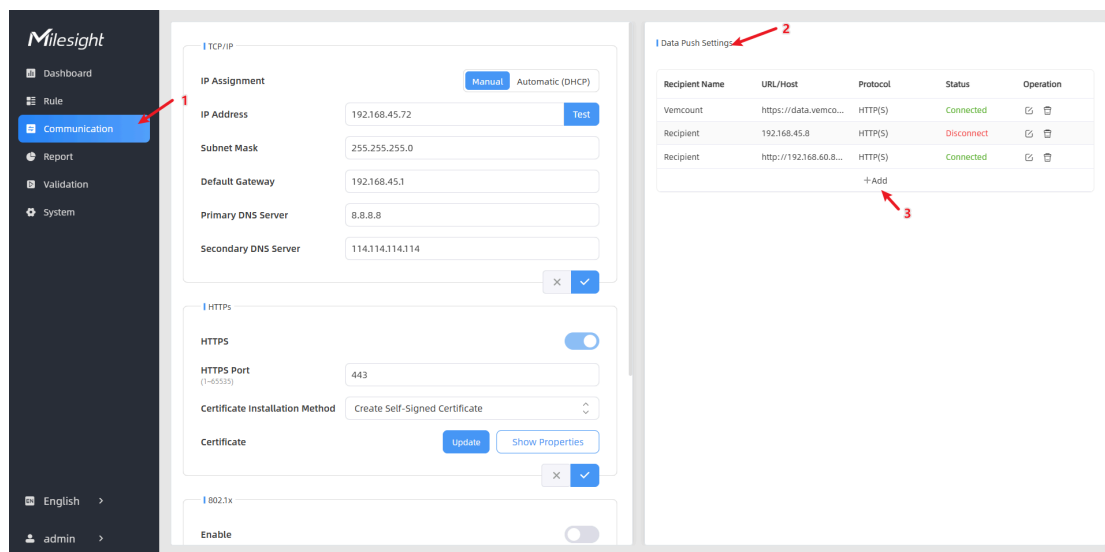 Milesight
Dashboard
Rule
Communication
Report
Validation
System
EN English >
admin >
1
TCP/IP
IP Assignment Manual Automatic (DHCP)
IP Address 192.168.45.72 Test
Subnet Mask 255.255.255.0
Default Gateway 192.168.45.1
Primary DNS Server 8.8.8.8
Secondary DNS Server 114.114.114.114
HTTPs
HTTPS
HTTPS Port 443
(1~65535)
Certificate Installation Method Create Self-Signed Certificate
Certificate Update Show Properties
802.1x
Enable
2
Data Push Settings
Recipient Name URL/Host Protocol Status Operation
Vemcount https://data.vemco... HTTP(S) Connected
Recipient 192.168.45.8 HTTP(S) Disconnect
Recipient http://192.168.60.8... HTTP(S) Connected
+Add
3